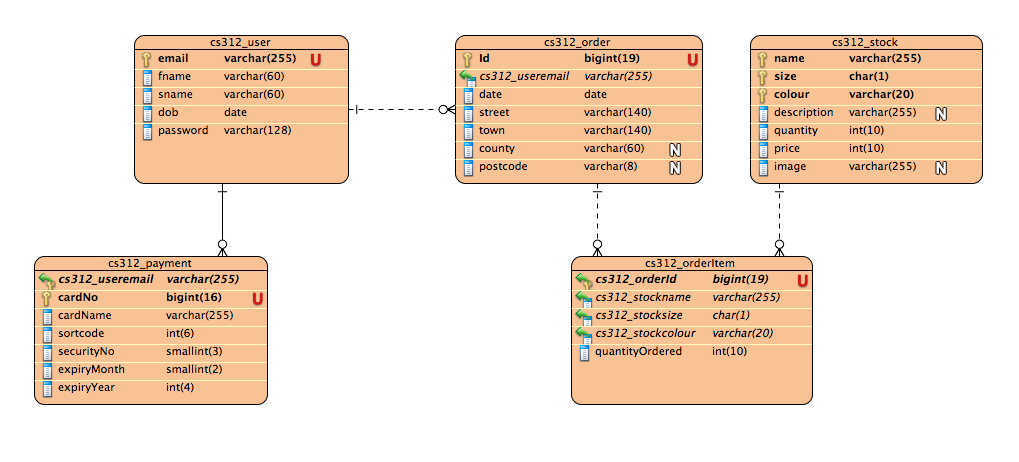 cs312_user
email varchar(255) U
fname varchar(60)
sname varchar(60)
dob date
password varchar(128)
cs312_order
Id bigint(19) U
cs312_useremail varchar(255)
date date
street varchar(140)
town varchar(140)
county varchar(60) N
postcode varchar(8) N
cs312_stock
name varchar(255)
size char(1)
colour varchar(20)
description varchar(255) N
quantity int(10)
price int(10)
image varchar(255) N
cs312_payment
cs312_useremail varchar(255)
cardNo bigint(16) U
cardName varchar(255)
sortcode int(6)
securityNo smallint(3)
expiryMonth smallint(2)
expiryYear int(4)
cs312_orderItem
cs312_orderId bigint(19) U
cs312_stockname varchar(255)
cs312_stocksize char(1)
cs312_stockcolour varchar(20)
quantityOrdered int(10)